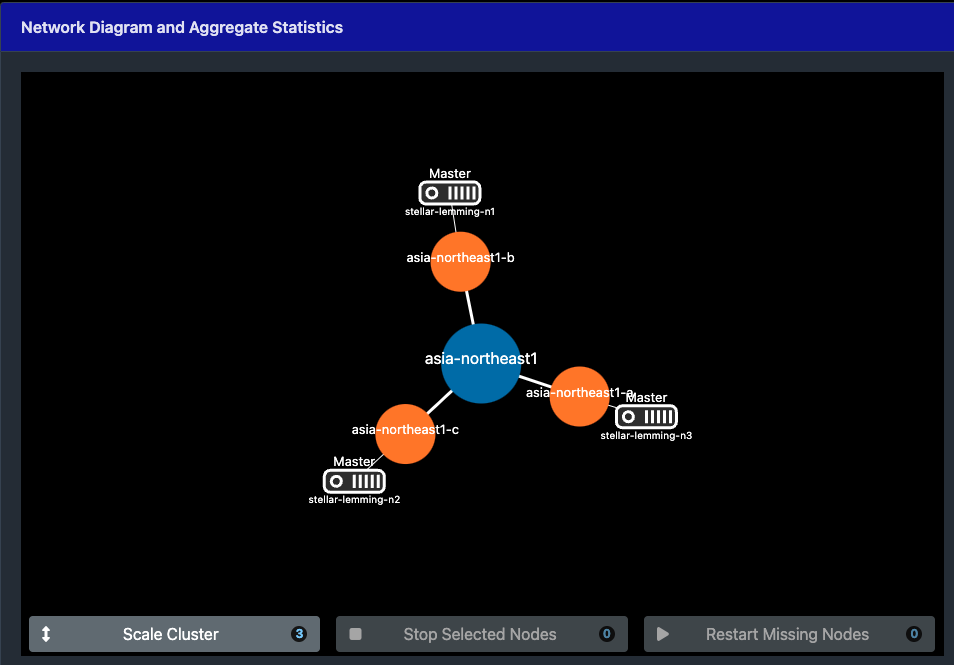 Network Diagram and Aggregate Statistics
Master
stellar-lemming-n1
asia-northeast1-b
asia-northeast1
asia-northeast1-a
Master
stellar-lemming-n3
asia-northeast1-c
Master
stellar-lemming-n2
Scale Cluster 3
Stop Selected Nodes 0
Restart Missing Nodes 0